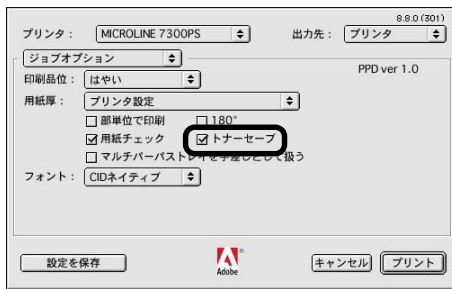 8.8.0 (301)
プリンタ： MICROLINE 7300PS 出力先： プリンタ
ジョブオプション
PPD ver 1.0
印刷品位： はやい
用紙厚： プリンタ設定
部単位で印刷 180°
用紙チェック トナーセーブ
マルチパーパストレイを手差しとして扱う
フォント： CIDネイティブ
設定を保存 Adobe キャンセル プリント